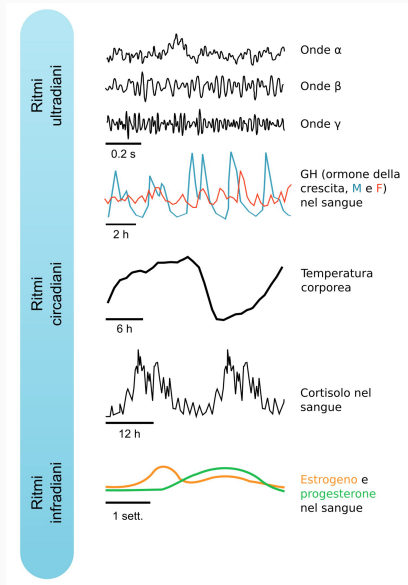 Ritmi
ultradiani
Onde α
Onde β
Onde γ
0.2 s
GH (ormone della
crescita, M e F)
nel sangue
2 h
Ritmi
circadiani
Temperatura
corporea
6 h
Cortisolo nel
sangue
12 h
Ritmi
infradiani
Estrogeno e
progesterone
nel sangue
1 sett.